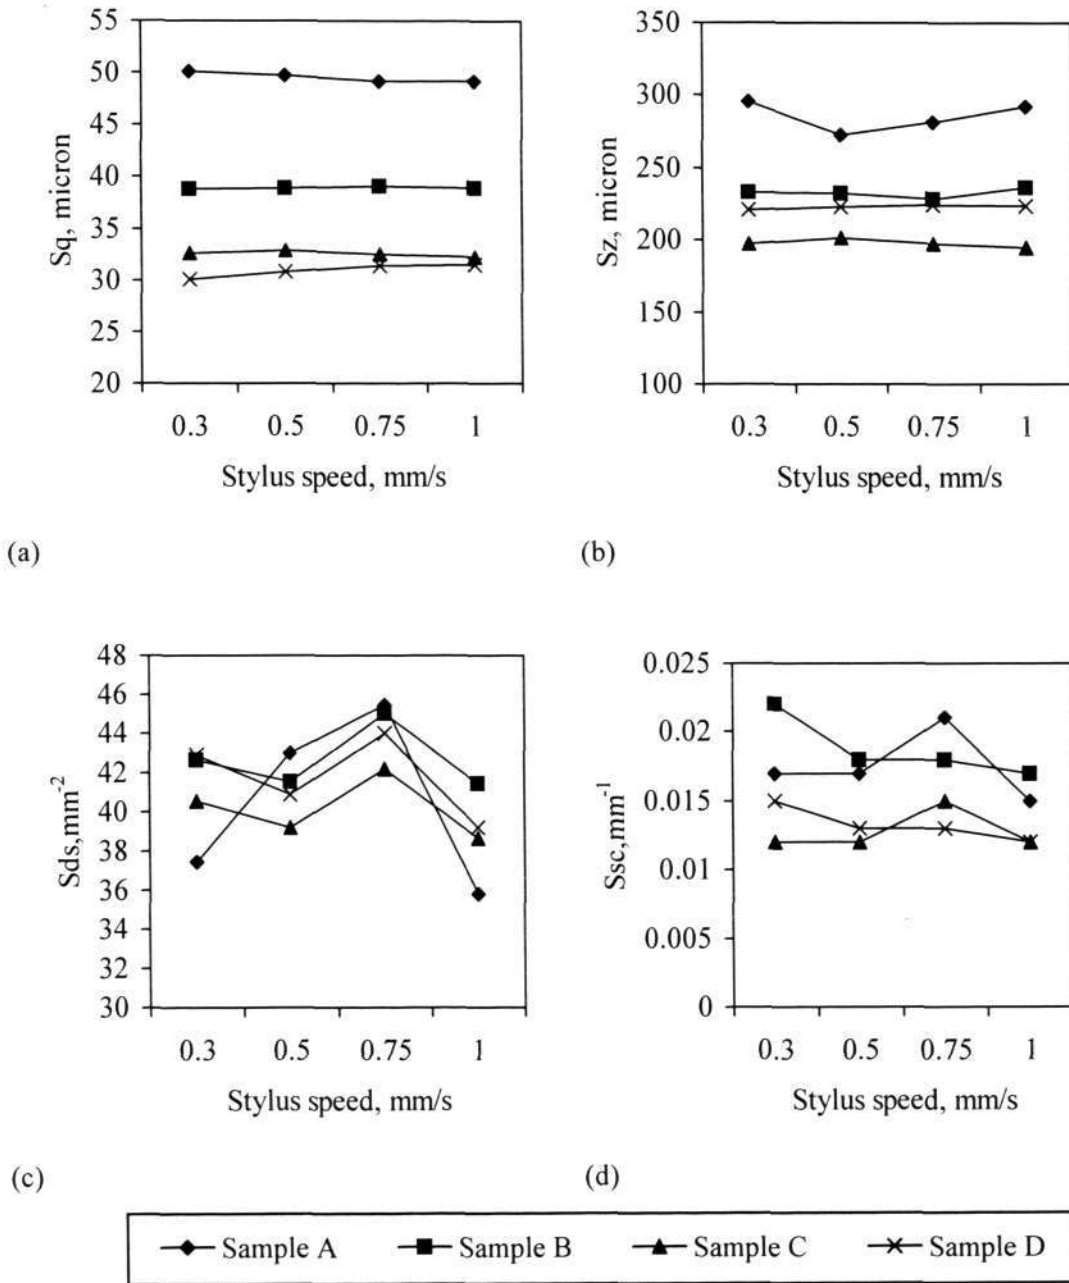 55
50
45
40
35
30
25
20
Sq, micron
0.3 0.5 0.75 1
Stylus speed, mm/s
(a)
350
300
250
200
150
100
Sz, micron
0.3 0.5 0.75 1
Stylus speed, mm/s
(b)
48
46
44
42
40
38
36
34
32
30
Sds,mm⁻²
0.3 0.5 0.75 1
Stylus speed, mm/s
(c)
0.025
0.02
0.015
0.01
0.005
0
Ssc,mm⁻¹
0.3 0.5 0.75 1
Stylus speed, mm/s
(d)
Sample A Sample B Sample C Sample D